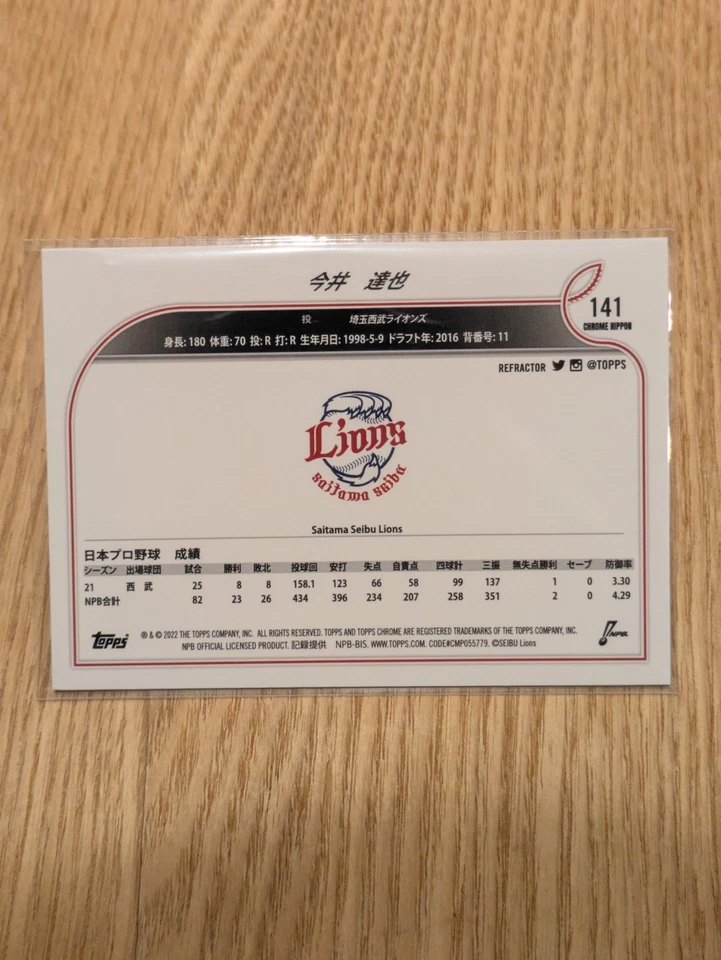 今井 達也
141
CHROME NIPPON
投 埼玉西武ライオンズ
身長: 180 体重: 70 投: R 打: R 生年月日: 1998-5-9 ドラフト年: 2016 背番号: 11
REFRACTOR @TOPPS
Lions
saitama seibu
Saitama Seibu Lions
日本プロ野球 成績
シーズン 出場球団 試合 勝利 敗北 投球回 安打 失点 自責点 四球計 三振 無失点勝利 セーブ 防御率
21 西 武 25 8 8 158.1 123 66 58 99 137 1 0 3.30
NPB合計 82 23 26 434 396 234 207 258 351 2 0 4.29
topps ® & © 2022 THE TOPPS COMPANY, INC. ALL RIGHTS RESERVED. TOPPS AND TOPPS CHROME ARE REGISTERED TRADEMARKS OF THE TOPPS COMPANY, INC. NPB
NPB OFFICIAL LICENSED PRODUCT. 記録提供 NPB-BIS. WWW.TOPPS.COM. CODE#CMP055779. ©SEIBU Lions